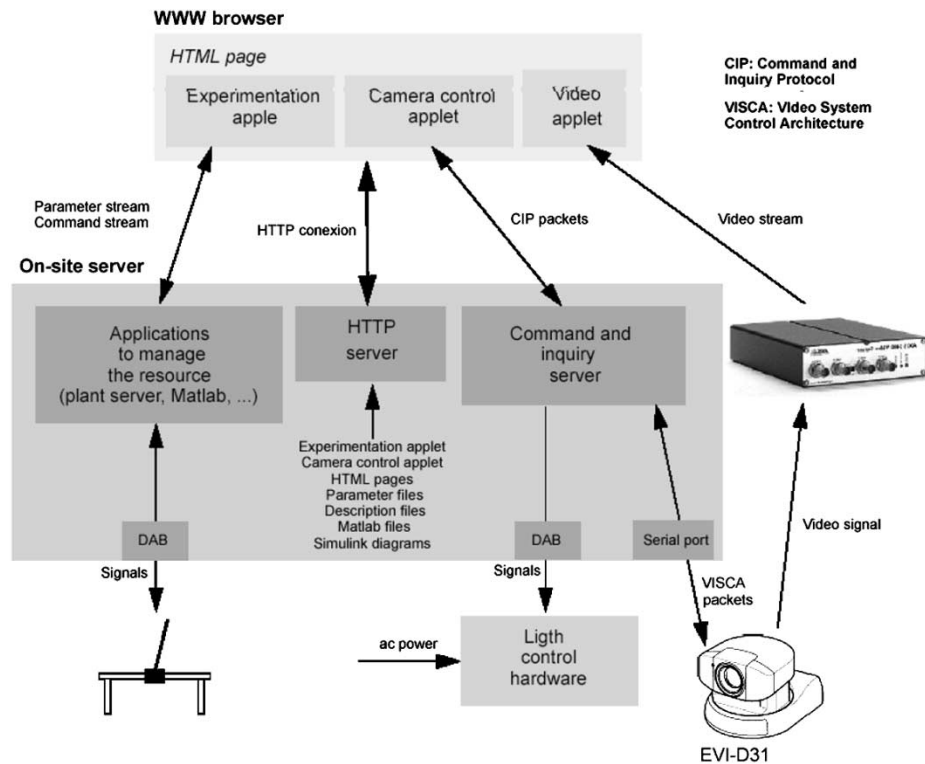 WWW browser
HTML page
Experimentation
apple
Camera control
applet
Video
applet
CIP: Command and
Inquiry Protocol
VISCA: VIdeo System
Control Architecture
Parameter stream
Command stream
HTTP conexion
CIP packets
Video stream
On-site server
Applications
to manage
the resource
(plant server, Matlab, ...)
HTTP
server
Command and
inquiry
server
Experimentation applet
Camera control applet
HTML pages
Parameter files
Description files
Matlab files
Simulink diagrams
DAB
DAB
Serial port
Video signal
Signals
Signals
VISCA
packets
ac power
Ligth
control
hardware
EVI-D31